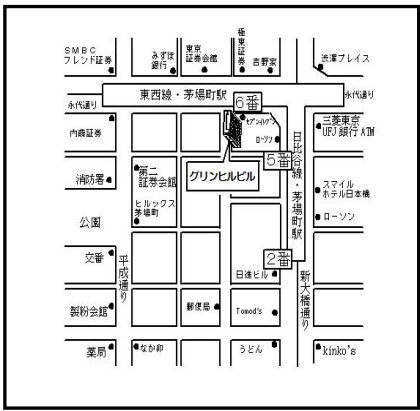 SMBC
フレンド証券
みずほ
銀行
東京
証券会館
極東証券
吉野家
渋澤プレイス
東西線・茅場町駅
永代通り
永代通り
6番
内藤証券
セブンイレブン
ローソン
三菱東京
UFJ銀行ATM
5番
日比谷線・茅場町駅
消防署
第二
証券会館
グリンヒルビル
スマイル
ホテル日本橋
ヒルックス
茅場町
公園
ローソン
交番
平成通り
2番
日進ビル
新大橋通り
製粉会館
郵便局
Tomod's
薬局
なか卯
うどん
kinko's